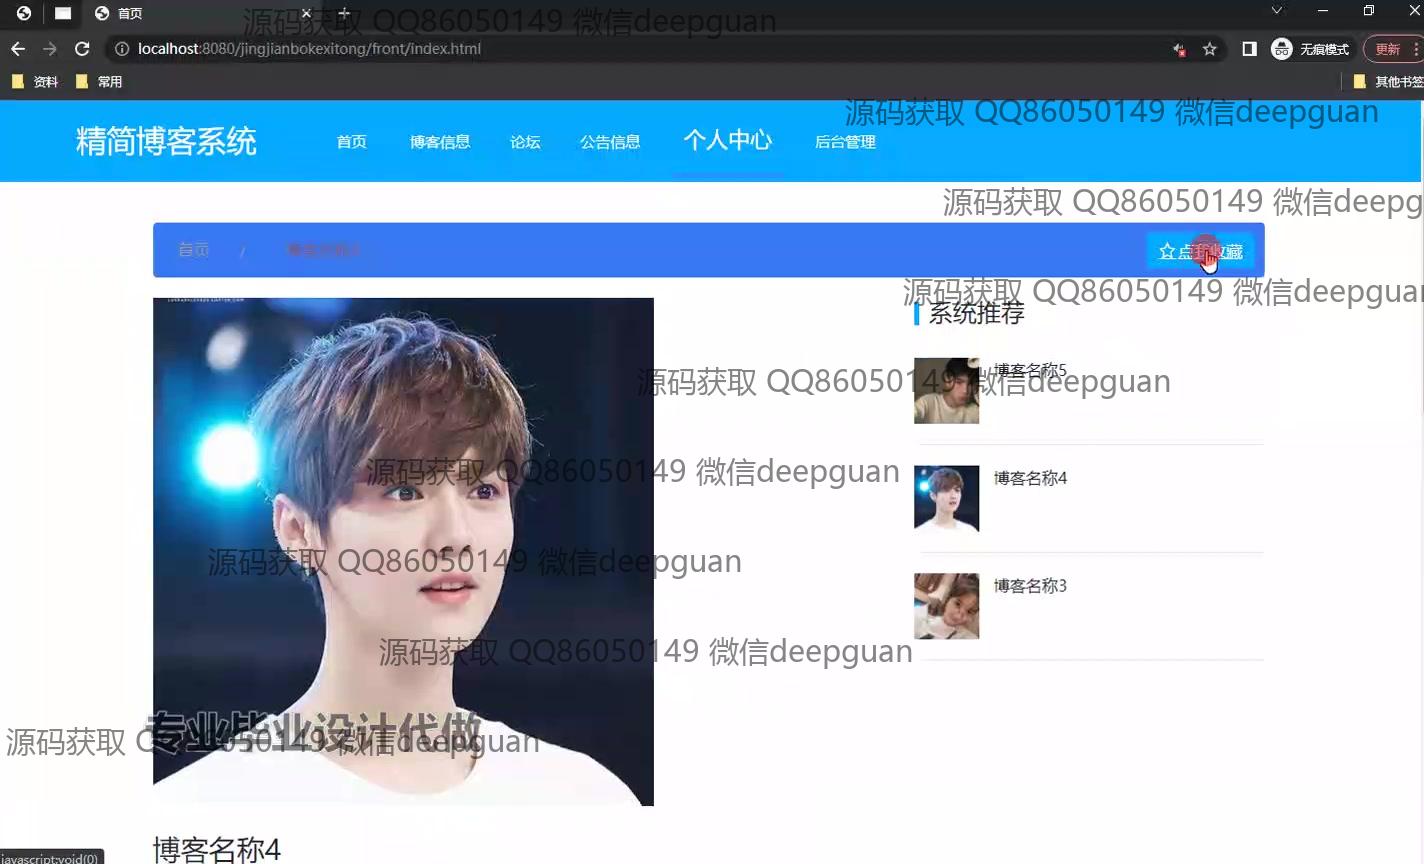 首页
源码获取 QQ86050149 微信deepguan
localhost:8080/jingjianbokexitong/front/index.html
无痕模式
更新
资料
常用
其他书签
源码获取 QQ86050149 微信deepguan
精简博客系统
首页
博客信息
论坛
公告信息
个人中心
后台管理
源码获取 QQ86050149 微信deepg
首页 /
点我收藏
源码获取 QQ86050149 微信deepguan
系统推荐
博客名称5
源码获取 QQ86050149 微信deepguan
源码获取 QQ86050149 微信deepguan
博客名称4
源码获取 QQ86050149 微信deepguan
博客名称3
源码获取 QQ86050149 微信deepguan
专业毕业设计代做
源码获取 QQ86050149 微信deepguan
博客名称4
javascript:void(0)